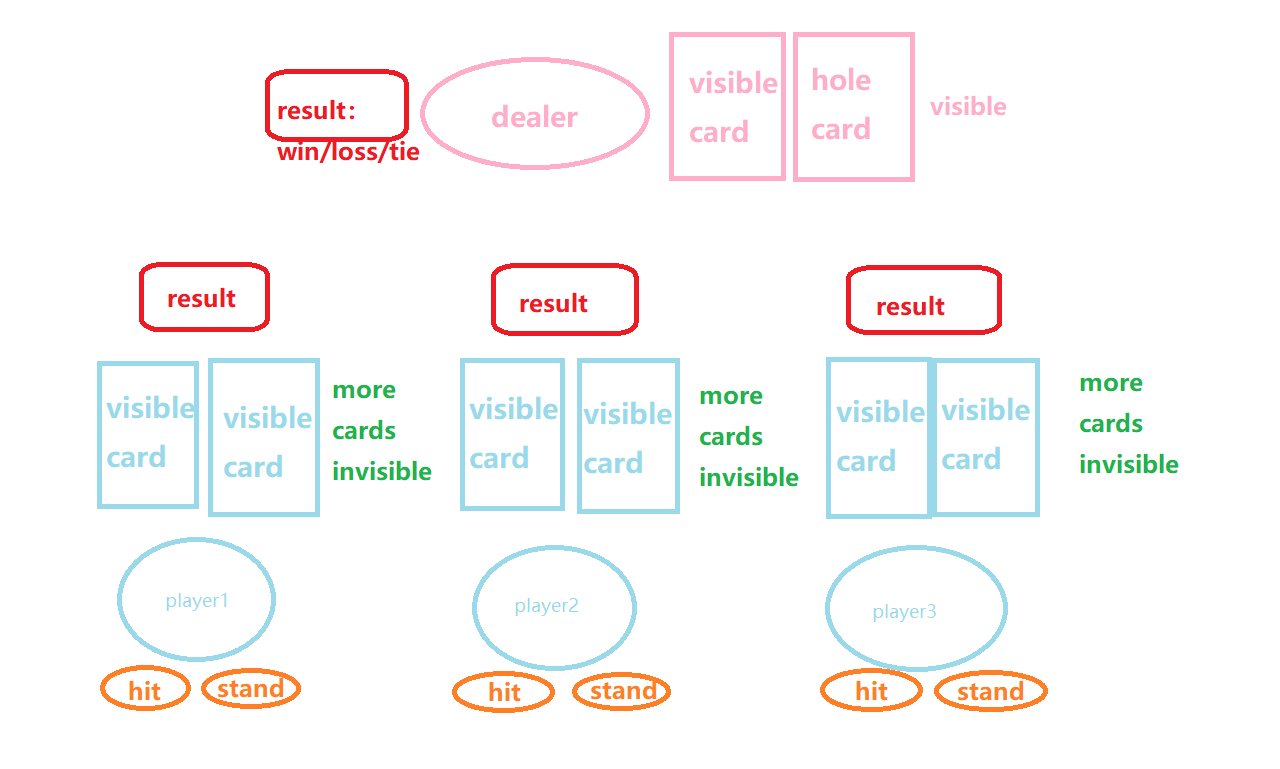 result：
win/loss/tie
dealer
visible
card
hole
card
visible
result
result
result
visible
card
visible
card
more
cards
invisible
visible
card
visible
card
more
cards
invisible
visible
card
visible
card
more
cards
invisible
player1
player2
player3
hit
stand
hit
stand
hit
stand